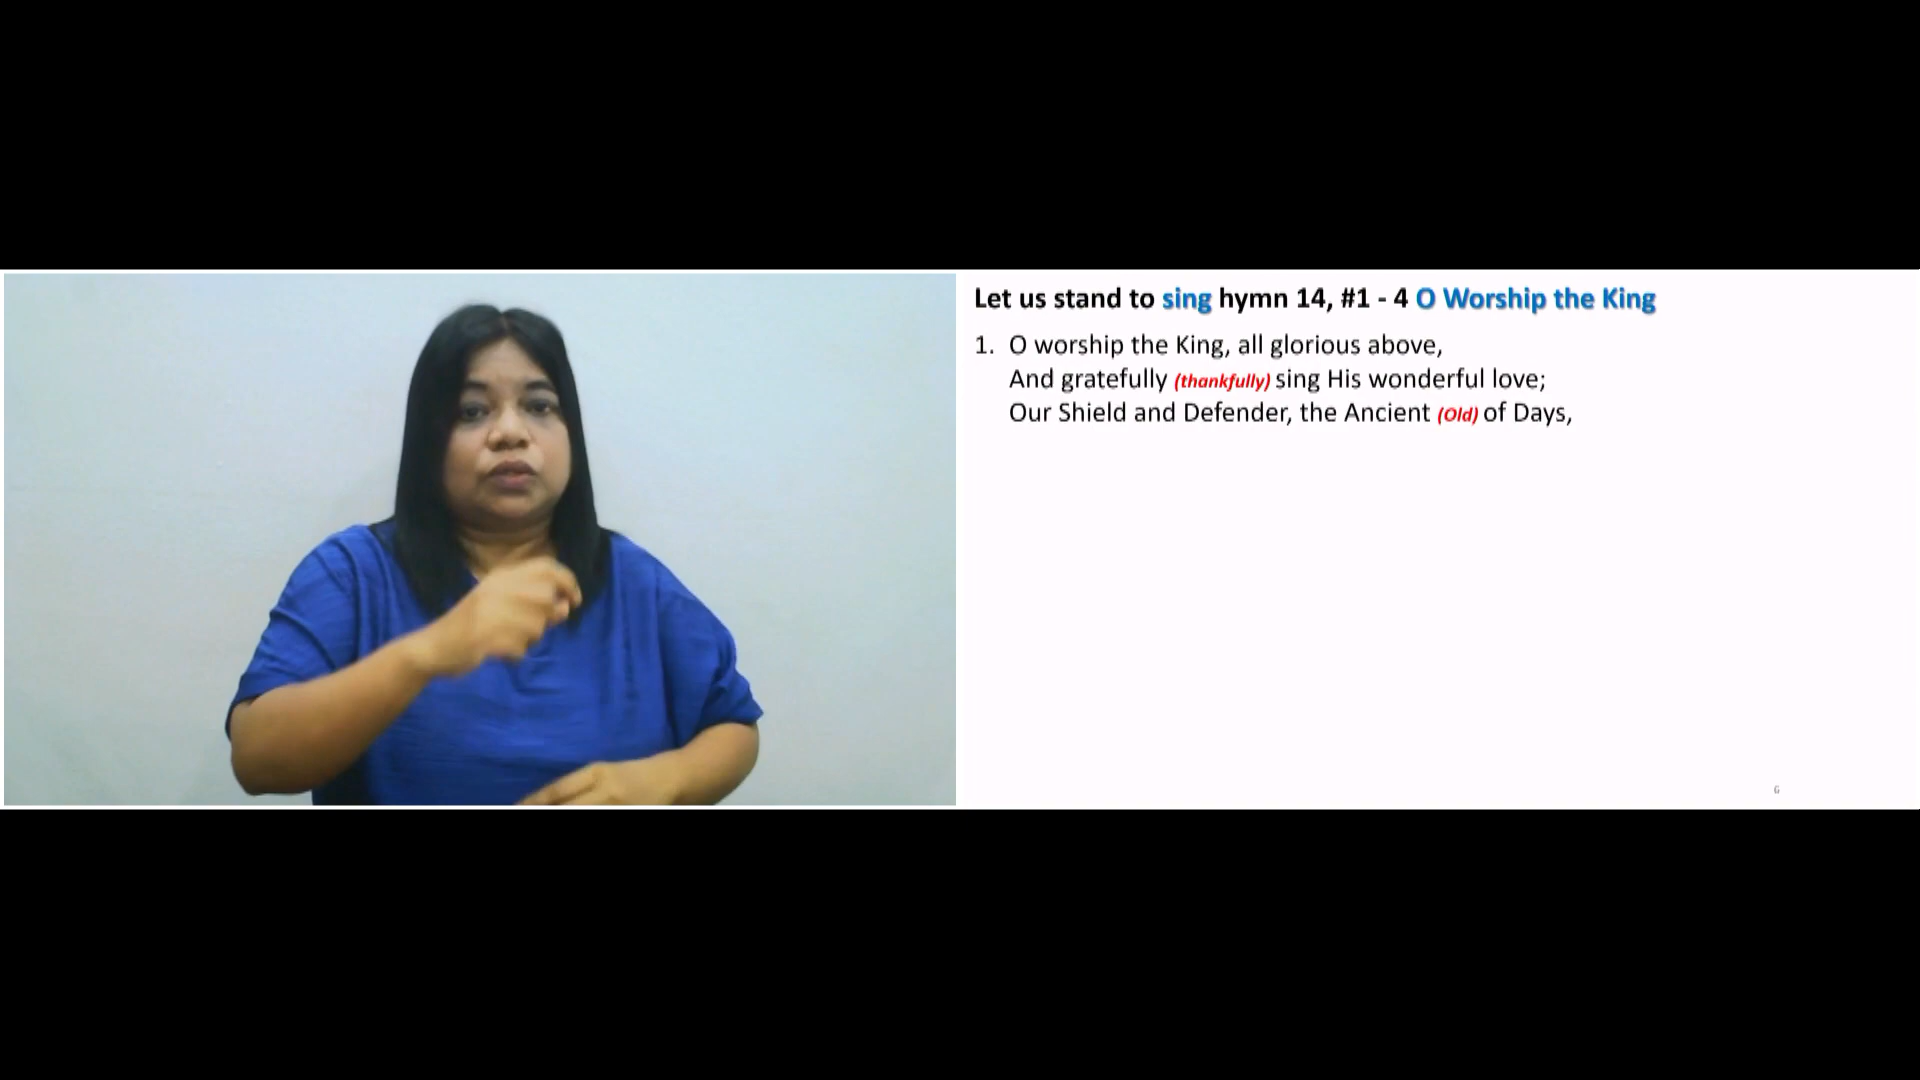 Let us stand to sing hymn 14, #1 - 4 O Worship the King
1. O worship the King, all glorious above,
And gratefully (thankfully) sing His wonderful love;
Our Shield and Defender, the Ancient (Old) of Days,
6